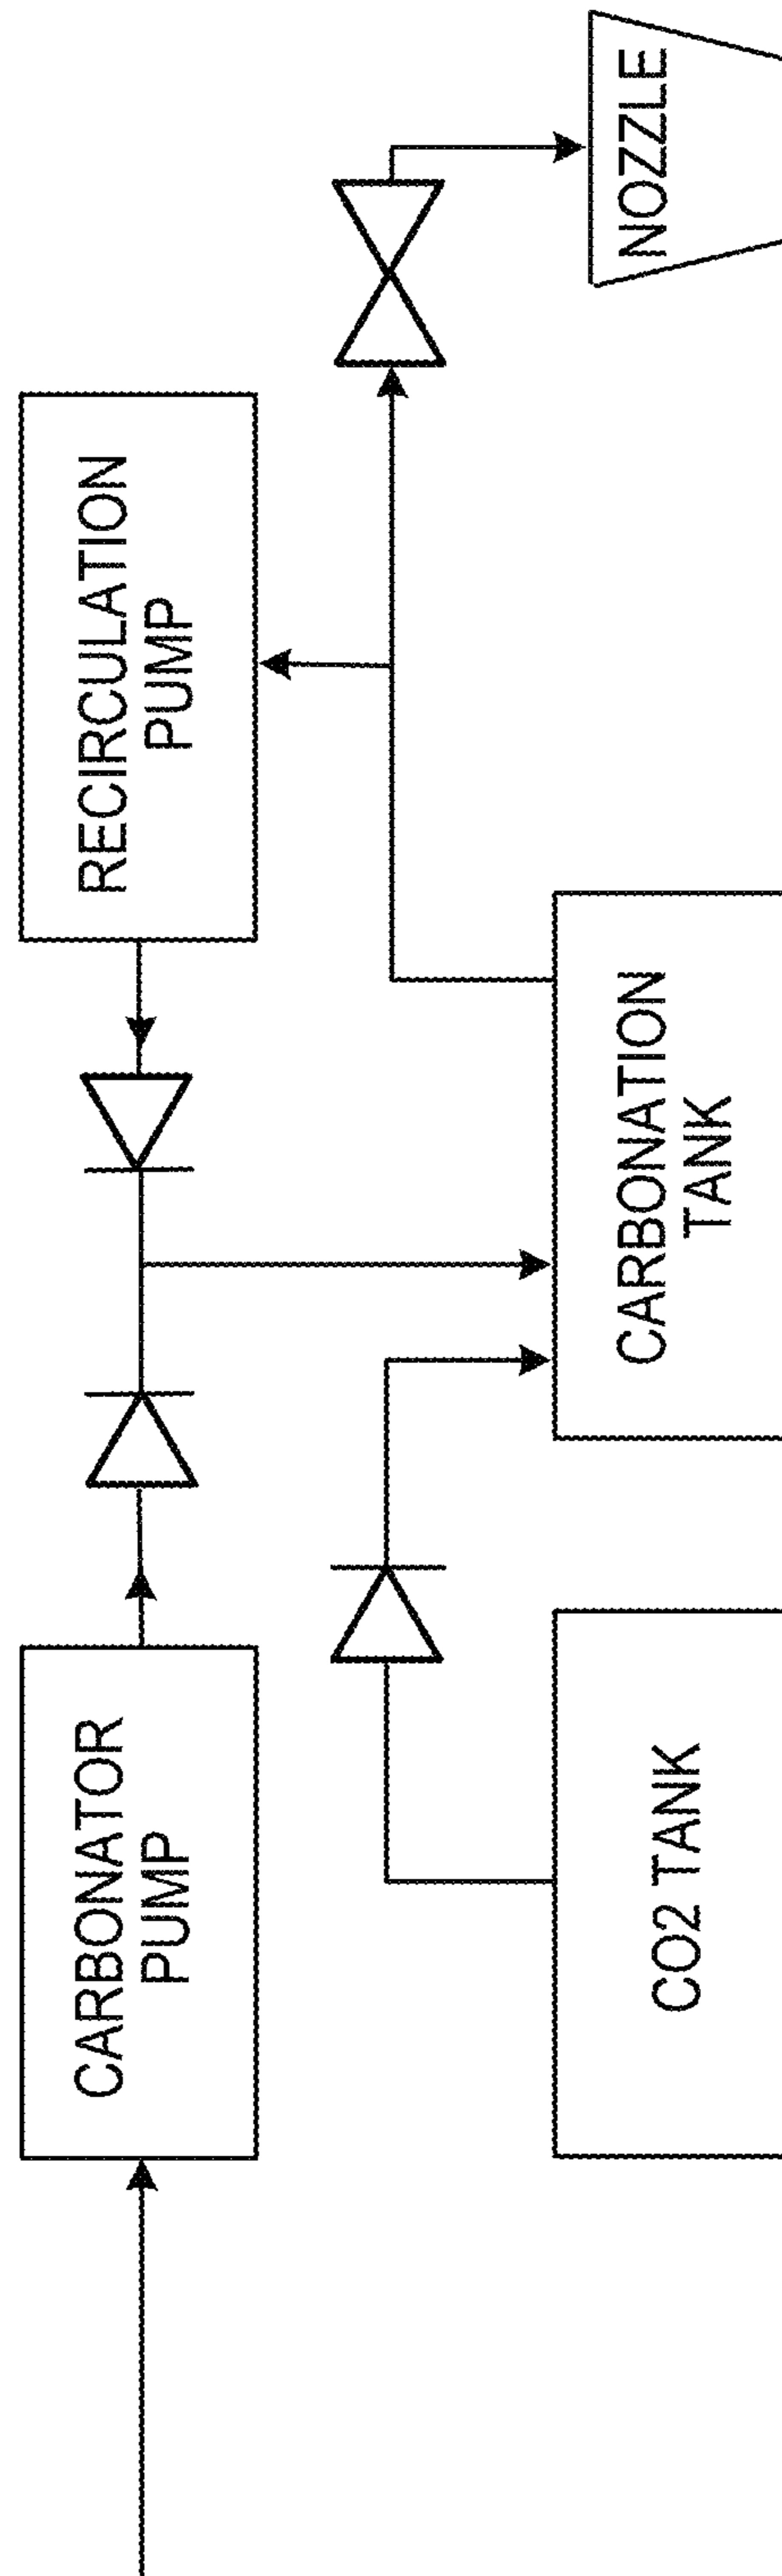 CARBONATOR
PUMP
RECIRCULATION
PUMP
CO2 TANK
CARBONATION
TANK
NOZZLE